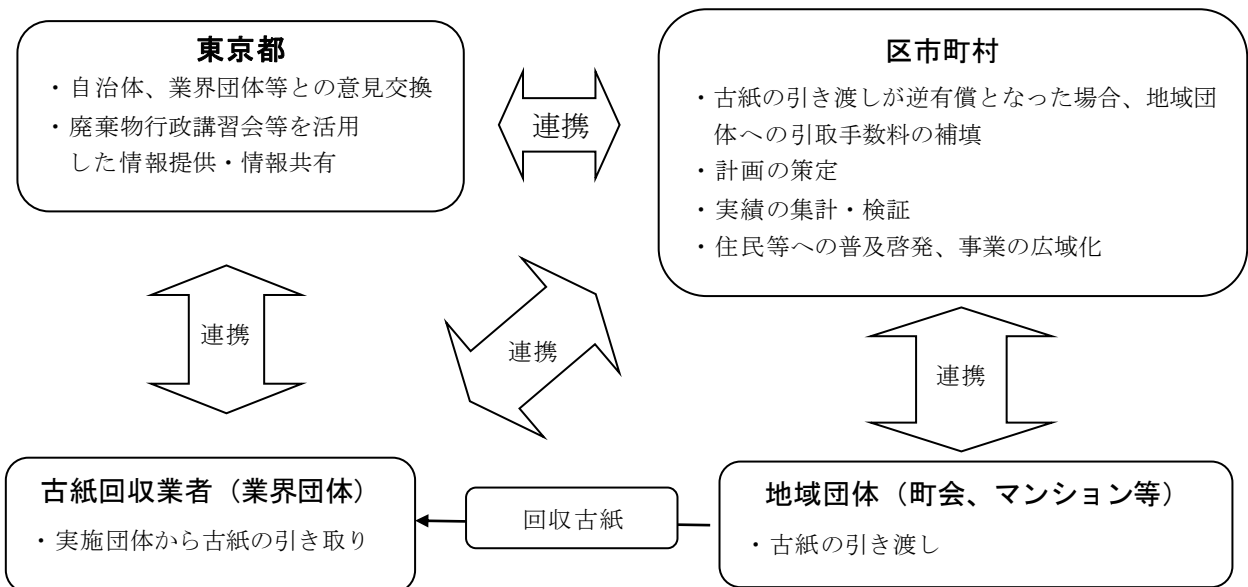 東京都
・自治体、業界団体等との意見交換
・廃棄物行政講習会等を活用
した情報提供・情報共有
連携
区市町村
・古紙の引き渡しが逆有償となった場合、地域団
体への引取手数料の補填
・計画の策定
・実績の集計・検証
・住民等への普及啓発、事業の広域化
連携
連携
連携
古紙回収業者（業界団体）
・実施団体から古紙の引き取り
回収古紙
地域団体（町会、マンション等）
・古紙の引き渡し